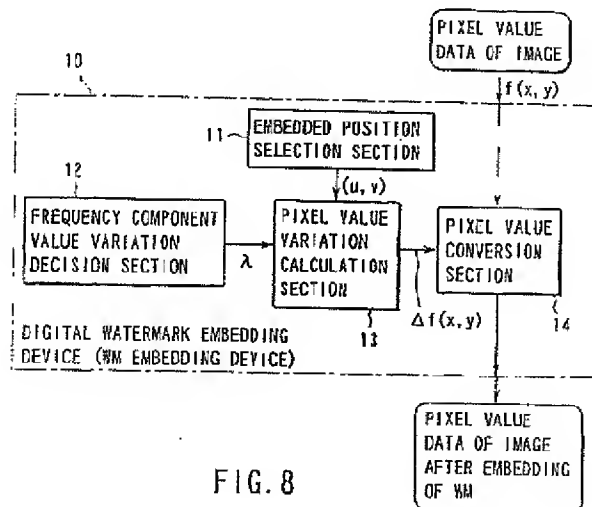 PIXEL VALUE
DATA OF IMAGE
10
f(x, y)
11
EMBEDDED POSITION
SELECTION SECTION
12
(u, v)
FREQUENCY COMPONENT
VALUE VARIATION
DECISION SECTION
λ
PIXEL VALUE
VARIATION
CALCULATION
SECTION
PIXEL VALUE
CONVERSION
SECTION
Δf(x, y)
13
14
DIGITAL WATERMARK EMBEDDING
DEVICE (WM EMBEDDING DEVICE)
PIXEL VALUE
DATA OF IMAGE
AFTER EMBEDDING
OF WM
FIG. 8